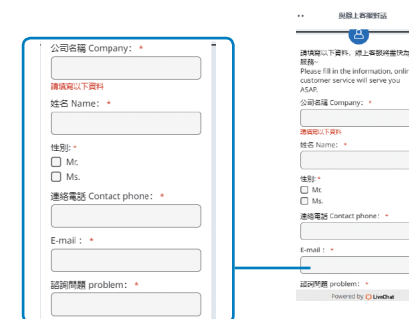 公司名稱 Company: *
請填寫以下資料
姓名 Name: *
性別: *
Mr.
Ms.
連絡電話 Contact phone: *
E-mail : *
諮詢問題 problem: *
與線上客服對話
請填寫以下資料，線上客服將盡快為
服務~
Please fill in the information, onlin
customer service will serve you
ASAP.
公司名稱 Company: *
請填寫以下資料
姓名 Name: *
性別: *
Mr.
Ms.
連絡電話 Contact phone: *
E-mail : *
諮詢問題 problem: *
Powered by LiveChat